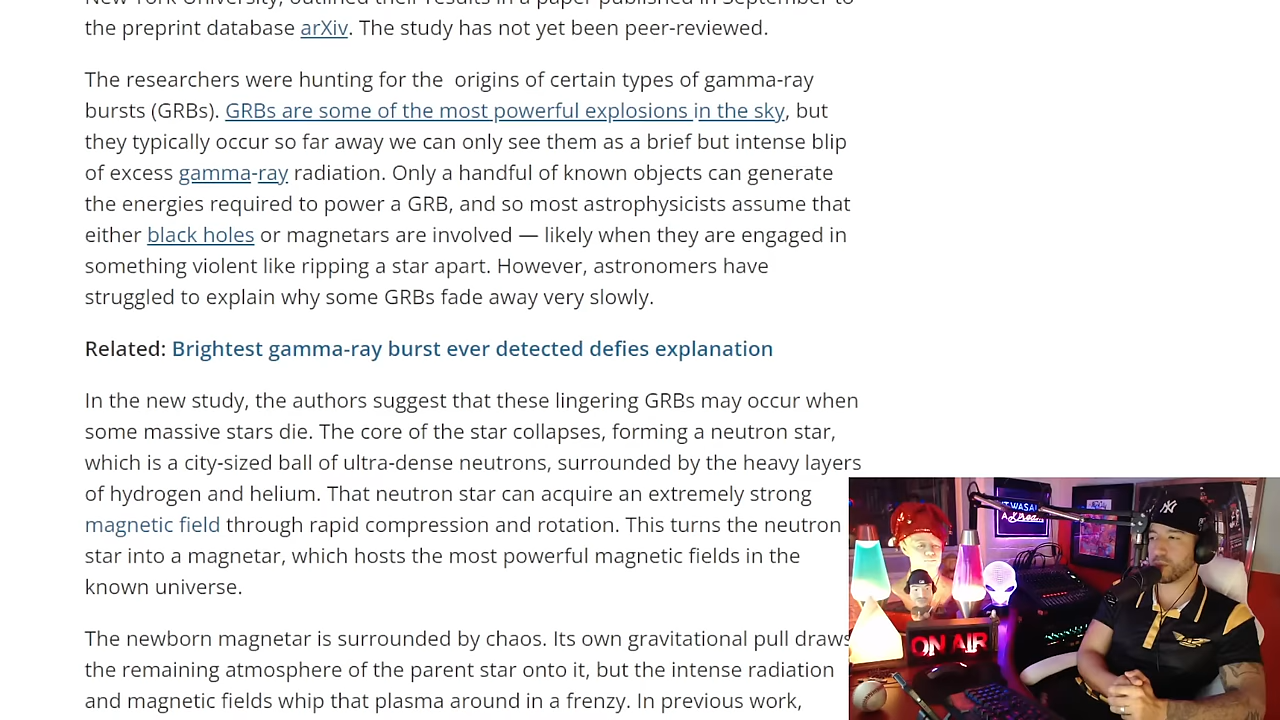 the preprint database arXiv. The study has not yet been peer-reviewed.
The researchers were hunting for the origins of certain types of gamma-ray
bursts (GRBs). GRBs are some of the most powerful explosions in the sky, but
they typically occur so far away we can only see them as a brief but intense blip
of excess gamma-ray radiation. Only a handful of known objects can generate
the energies required to power a GRB, and so most astrophysicists assume that
either black holes or magnetars are involved — likely when they are engaged in
something violent like ripping a star apart. However, astronomers have
struggled to explain why some GRBs fade away very slowly.
Related: Brightest gamma-ray burst ever detected defies explanation
In the new study, the authors suggest that these lingering GRBs may occur when
some massive stars die. The core of the star collapses, forming a neutron star,
which is a city-sized ball of ultra-dense neutrons, surrounded by the heavy layers
of hydrogen and helium. That neutron star can acquire an extremely strong
magnetic field through rapid compression and rotation. This turns the neutron
star into a magnetar, which hosts the most powerful magnetic fields in the
known universe.
The newborn magnetar is surrounded by chaos. Its own gravitational pull draws
the remaining atmosphere of the parent star onto it, but the intense radiation
and magnetic fields whip that plasma around in a frenzy. In previous work,
ON AIR